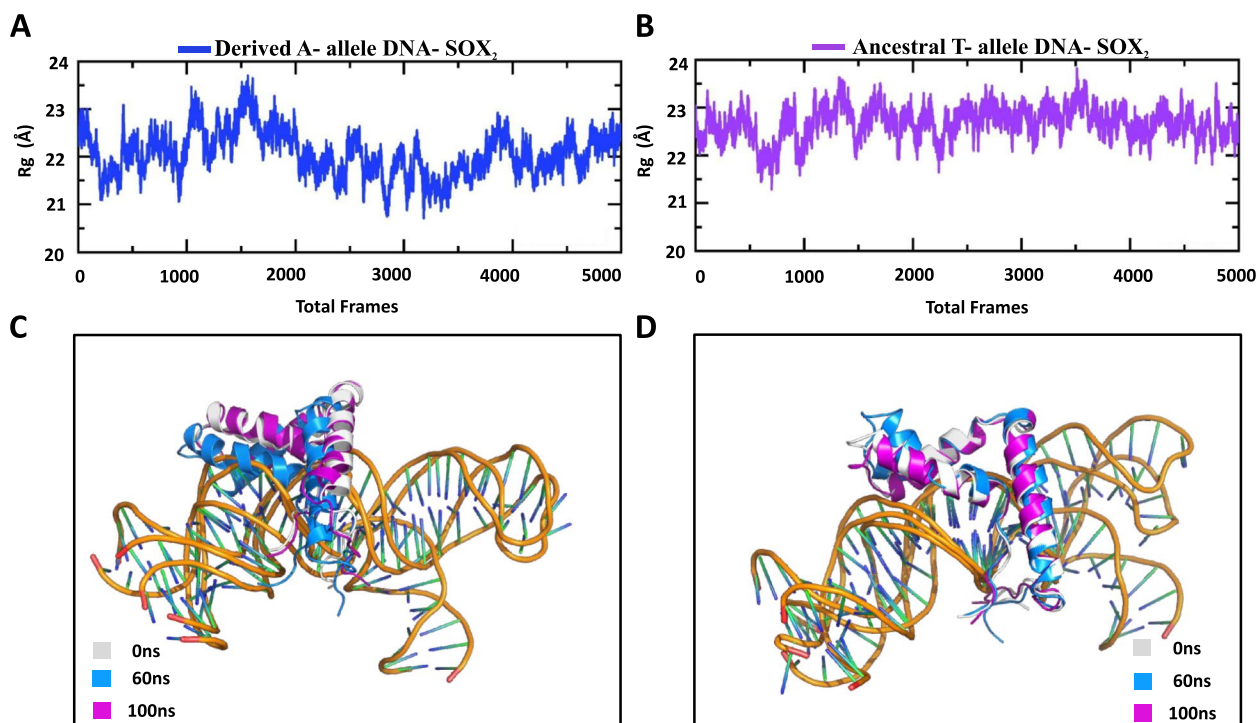 A
Derived A- allele DNA- SOX₂
24
23
22
21
20
Rg (Å)
0 1000 2000 3000 4000 5000
Total Frames
B
Ancestral T- allele DNA- SOX₂
24
23
22
21
20
Rg (Å)
0 1000 2000 3000 4000 5000
Total Frames
C
0ns
60ns
100ns
D
0ns
60ns
100ns